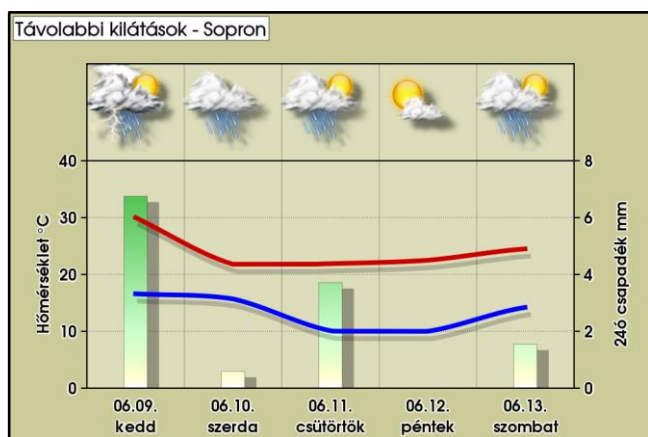 Távolabbi kilátások - Sopron
40
30
20
10
0
Hőmérséklet °C
8
6
4
2
0
24ó csapadék mm
06.09. 06.10. 06.11. 06.12. 06.13.
kedd szerda csütörtök péntek szombat